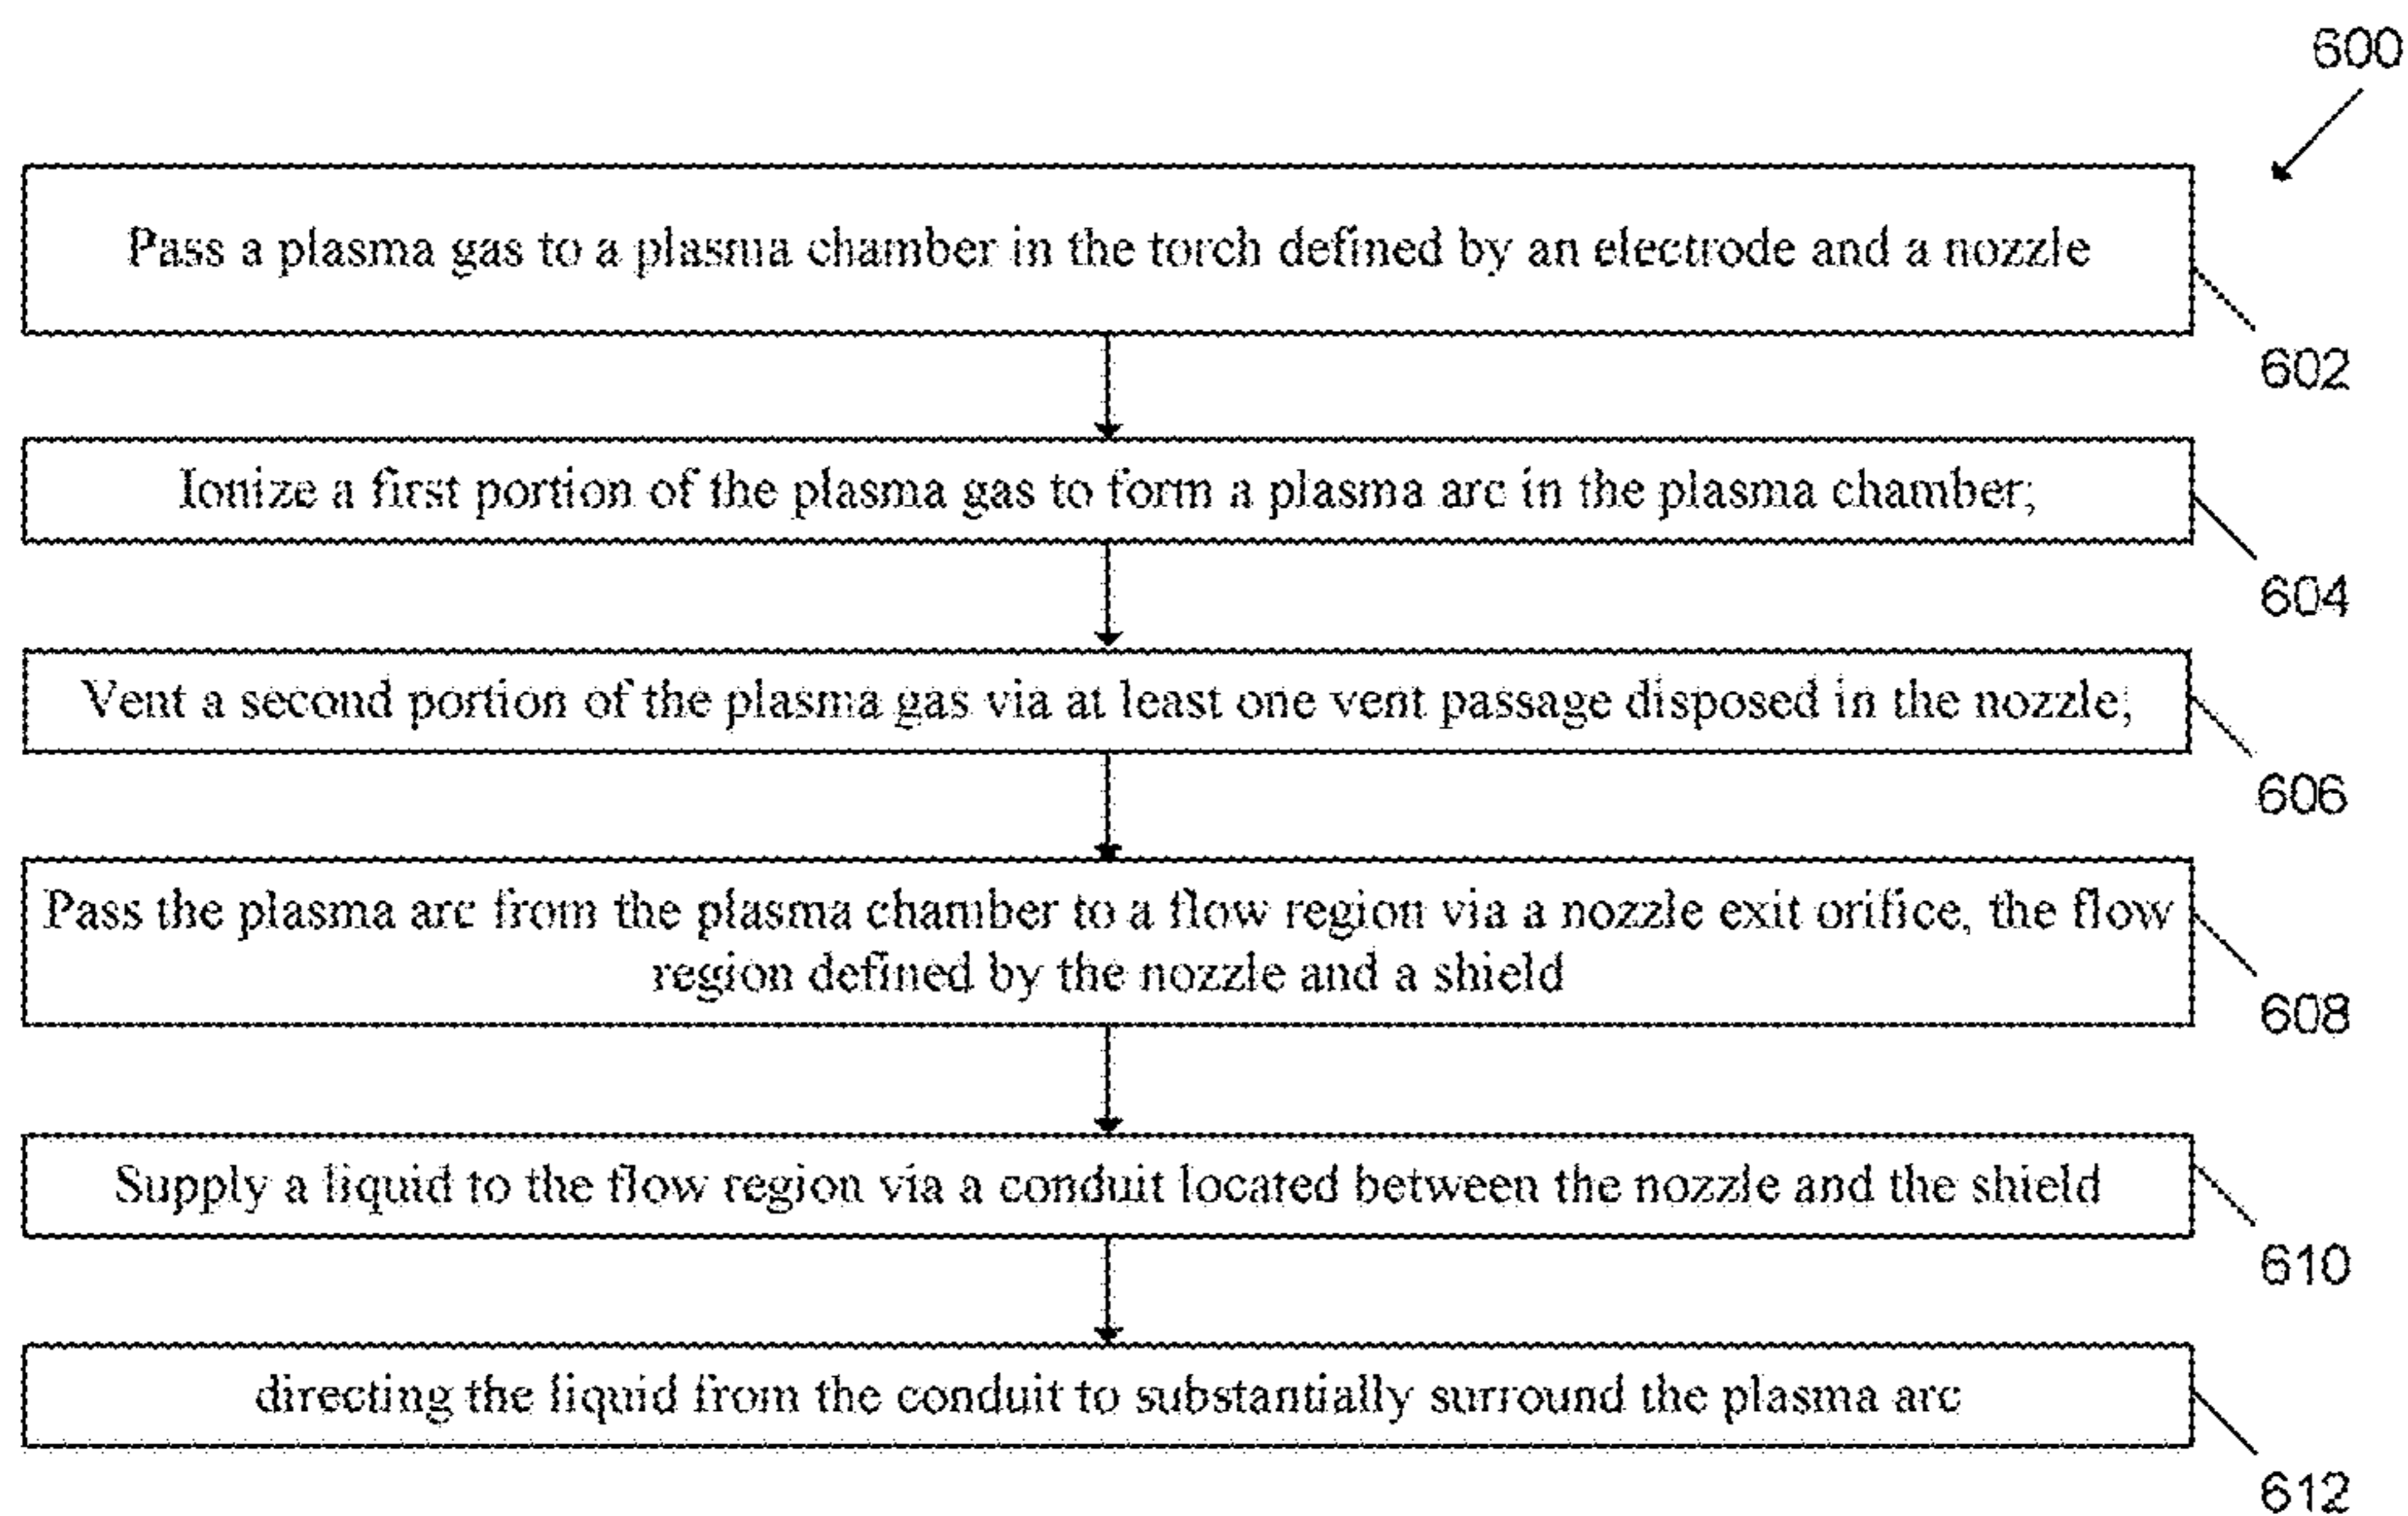 600
Pass a plasma gas to a plasma chamber in the torch defined by an electrode and a nozzle
602
Ionize a first portion of the plasma gas to form a plasma arc in the plasma chamber;
604
Vent a second portion of the plasma gas via at least one vent passage disposed in the nozzle;
606
Pass the plasma arc from the plasma chamber to a flow region via a nozzle exit orifice, the flow
region defined by the nozzle and a shield
608
Supply a liquid to the flow region via a conduit located between the nozzle and the shield
610
directing the liquid from the conduit to substantially surround the plasma arc
612